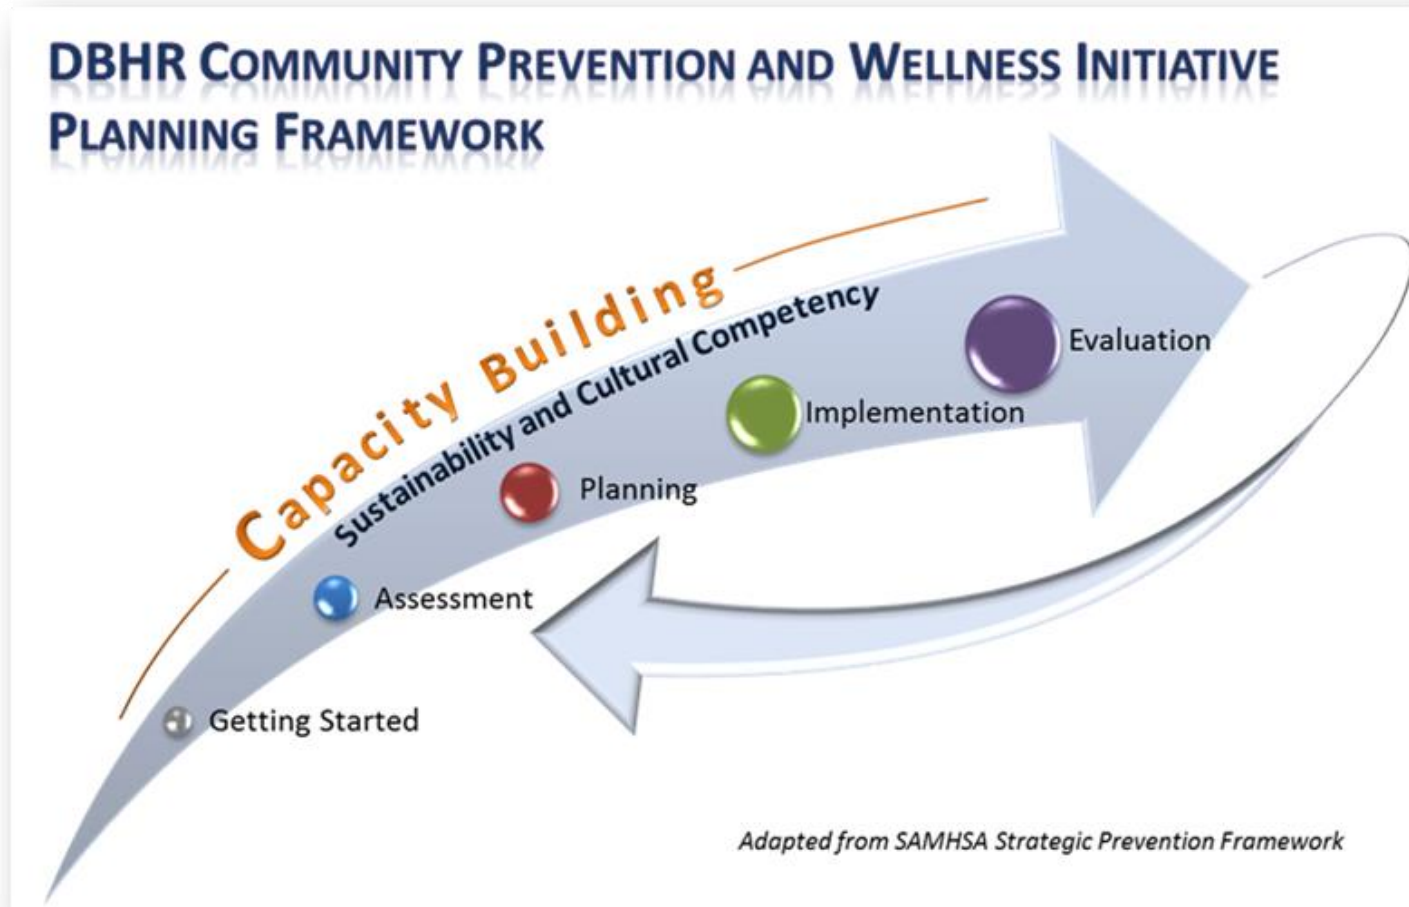 DBHR COMMUNITY PREVENTION AND WELLNESS INITIATIVE
PLANNING FRAMEWORK
Capacity Building
Sustainability and Cultural Competency
Evaluation
Implementation
Planning
Assessment
Getting Started
Adapted from SAMHSA Strategic Prevention Framework